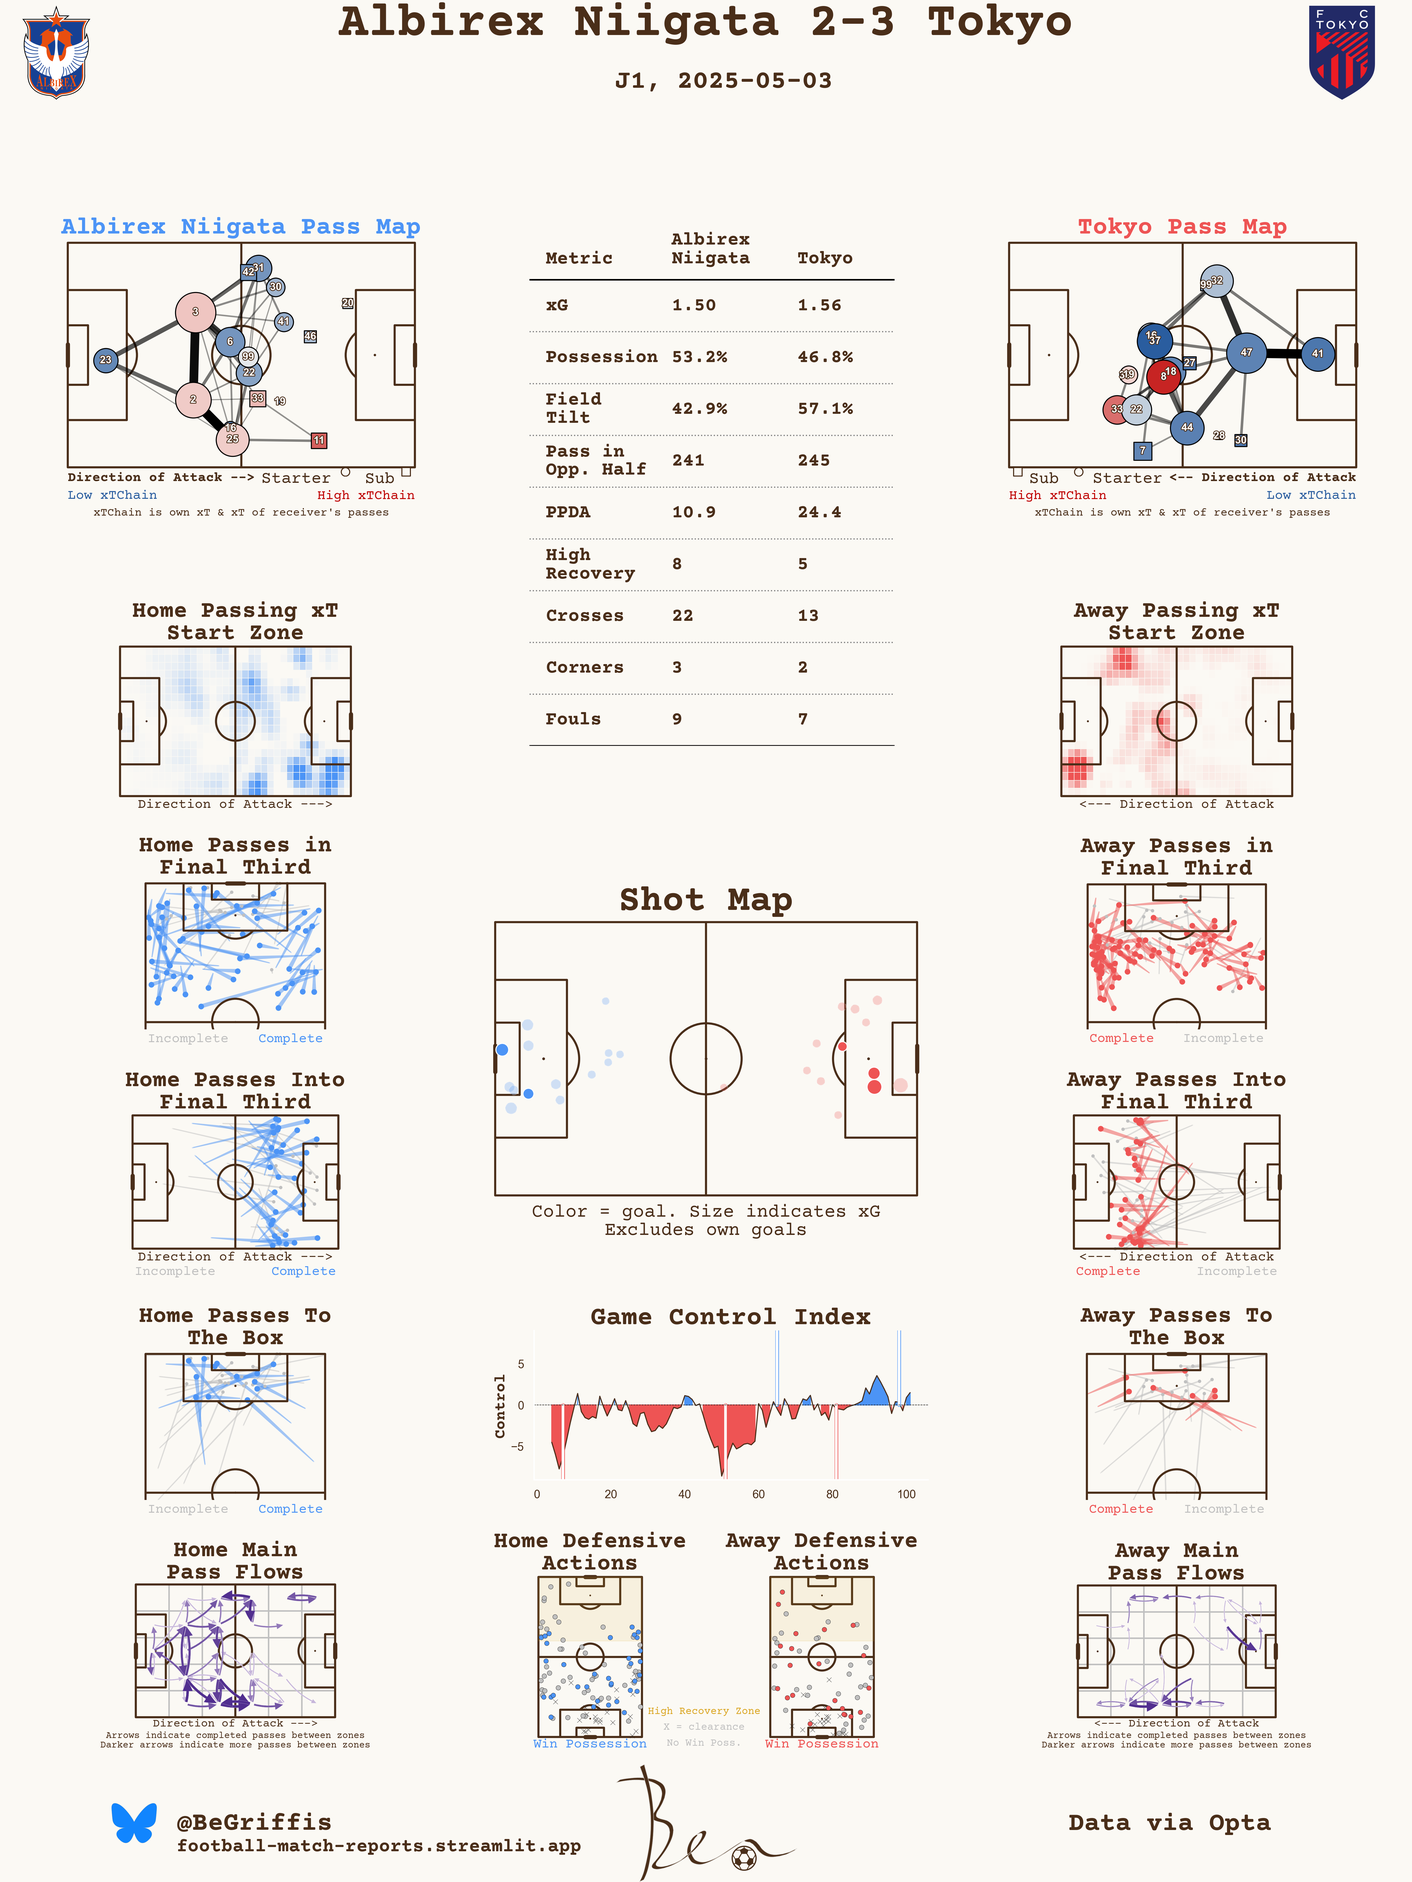 Albirex Niigata 2-3 Tokyo
J1, 2025-05-03
ALBIREX
F C
TOKYO
Albirex Niigata Pass Map
23
3
2
42
31
30
41
6
99
22
46
20
33
19
16
25
11
Direction of Attack --> Starter Sub
Low xTChain High xTChain
xTChain is own xT & xT of receiver's passes
Metric Albirex Niigata Tokyo
xG 1.50 1.56
Possession 53.2% 46.8%
Field Tilt 42.9% 57.1%
Pass in Opp. Half 241 245
PPDA 10.9 24.4
High Recovery 8 5
Crosses 22 13
Corners 3 2
Fouls 9 7
Tokyo Pass Map
99
32
16
37
47
41
27
18
8
39
33
22
44
28
30
7
Sub Starter <-- Direction of Attack
High xTChain Low xTChain
xTChain is own xT & xT of receiver's passes
Home Passing xT
Start Zone
Direction of Attack --->
Away Passing xT
Start Zone
<--- Direction of Attack
Home Passes in
Final Third
Incomplete Complete
Away Passes in
Final Third
Complete Incomplete
Shot Map
Color = goal. Size indicates xG
Excludes own goals
Home Passes Into
Final Third
Direction of Attack --->
Incomplete Complete
Away Passes Into
Final Third
<--- Direction of Attack
Complete Incomplete
Home Passes To
The Box
Incomplete Complete
Game Control Index
Control
5
0
−5
0 20 40 60 80 100
Away Passes To
The Box
Complete Incomplete
Home Main
Pass Flows
Direction of Attack --->
Arrows indicate completed passes between zones
Darker arrows indicate more passes between zones
Home Defensive
Actions
Win Possession
Away Defensive
Actions
Win Possession
High Recovery Zone
X = clearance
No Win Poss.
Away Main
Pass Flows
<--- Direction of Attack
Arrows indicate completed passes between zones
Darker arrows indicate more passes between zones
@BeGriffis
football-match-reports.streamlit.app
Ben
Data via Opta